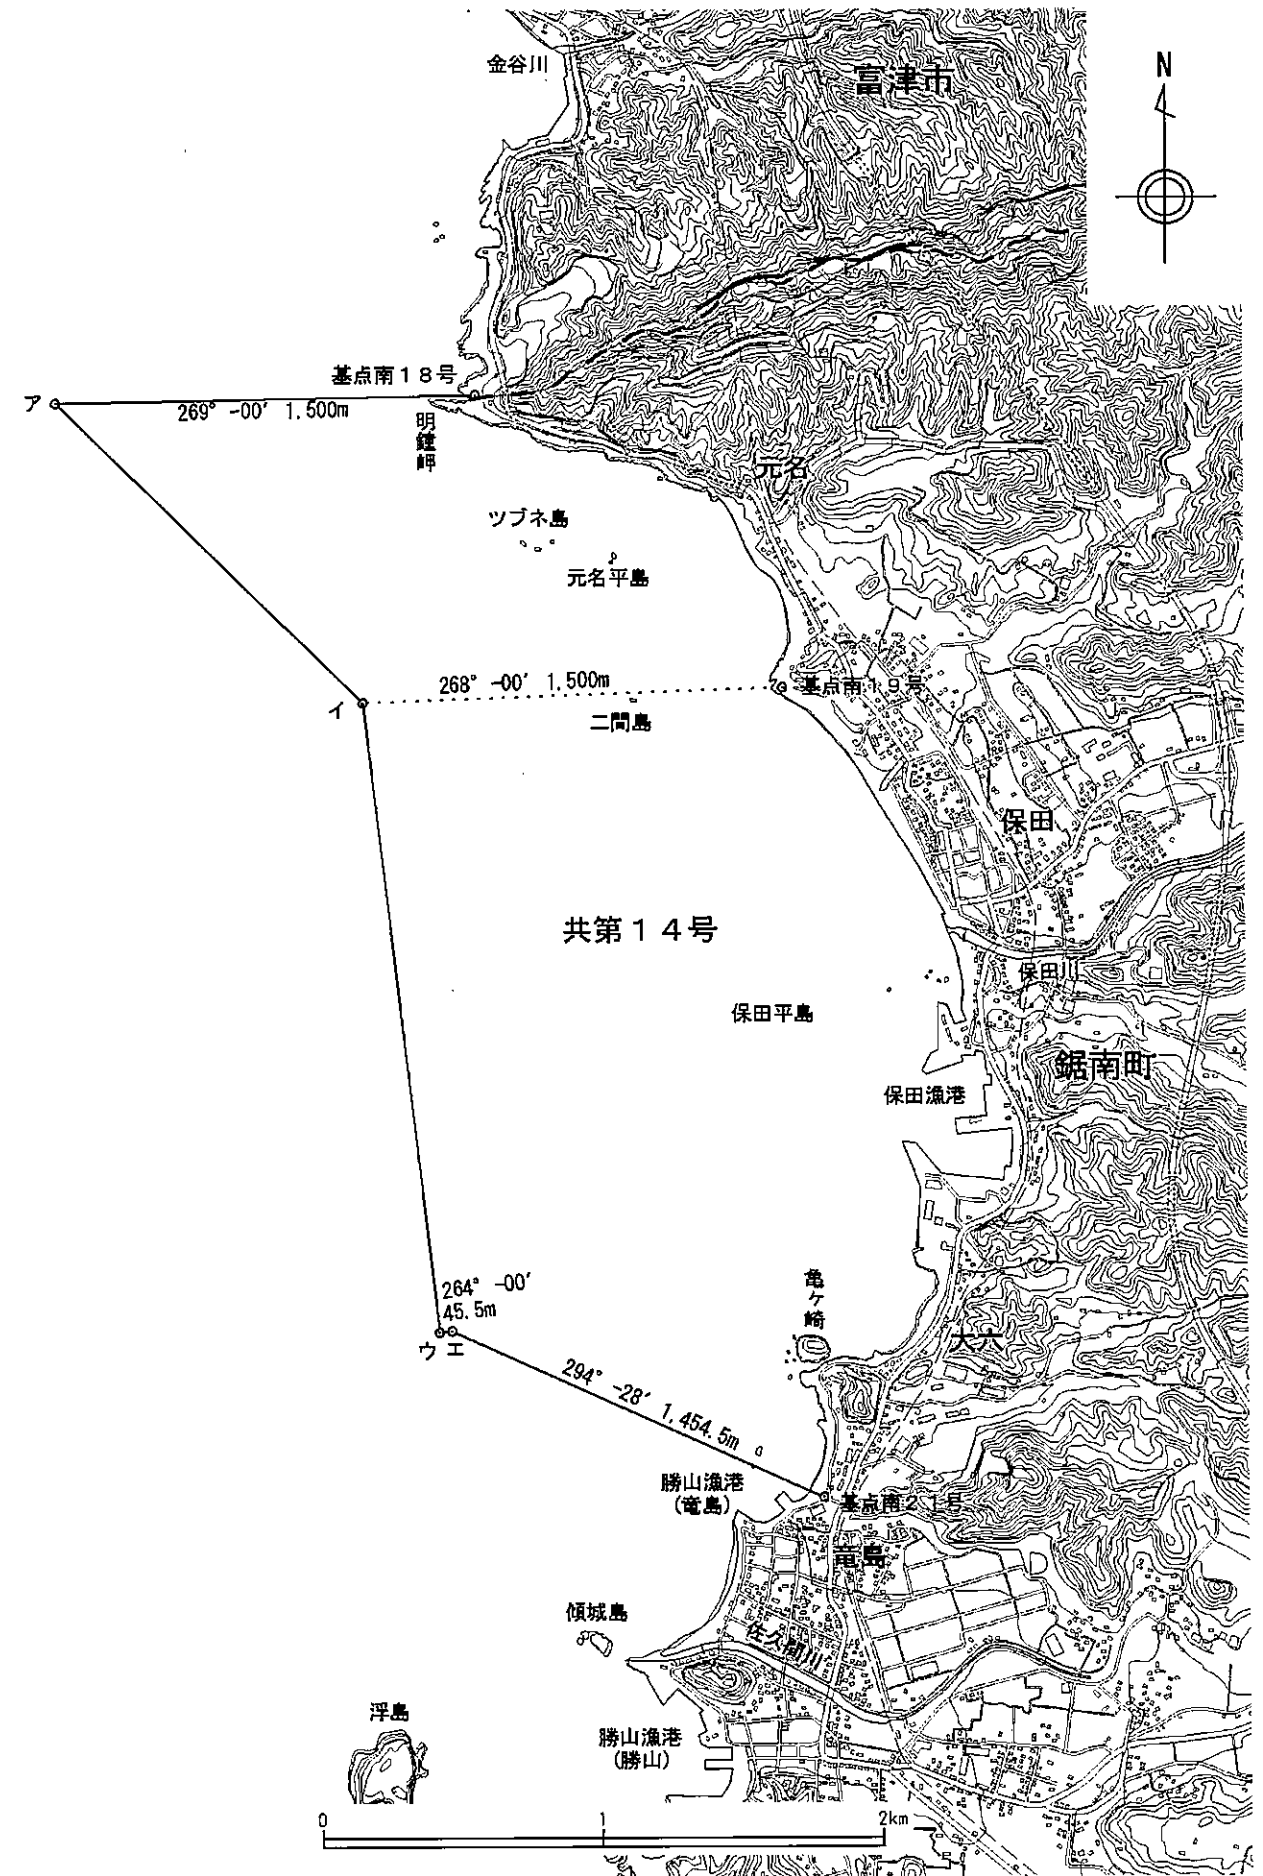 金谷川
富津市
N
基点南18号
ア
269° -00′ 1.500m
明鐘岬
元名
ツブネ島
元名平島
268° -00′ 1.500m
基点南19号
イ
二間島
保田
共第14号
保田川
保田平島
鋸南町
保田漁港
亀ヶ崎
264° -00′
45.5m
大六
ウ エ
294° -28′ 1,454.5m
勝山漁港
(竜島)
基点南21号
竜島
傾城島
佐久間川
浮島
勝山漁港
(勝山)
0 1 2km